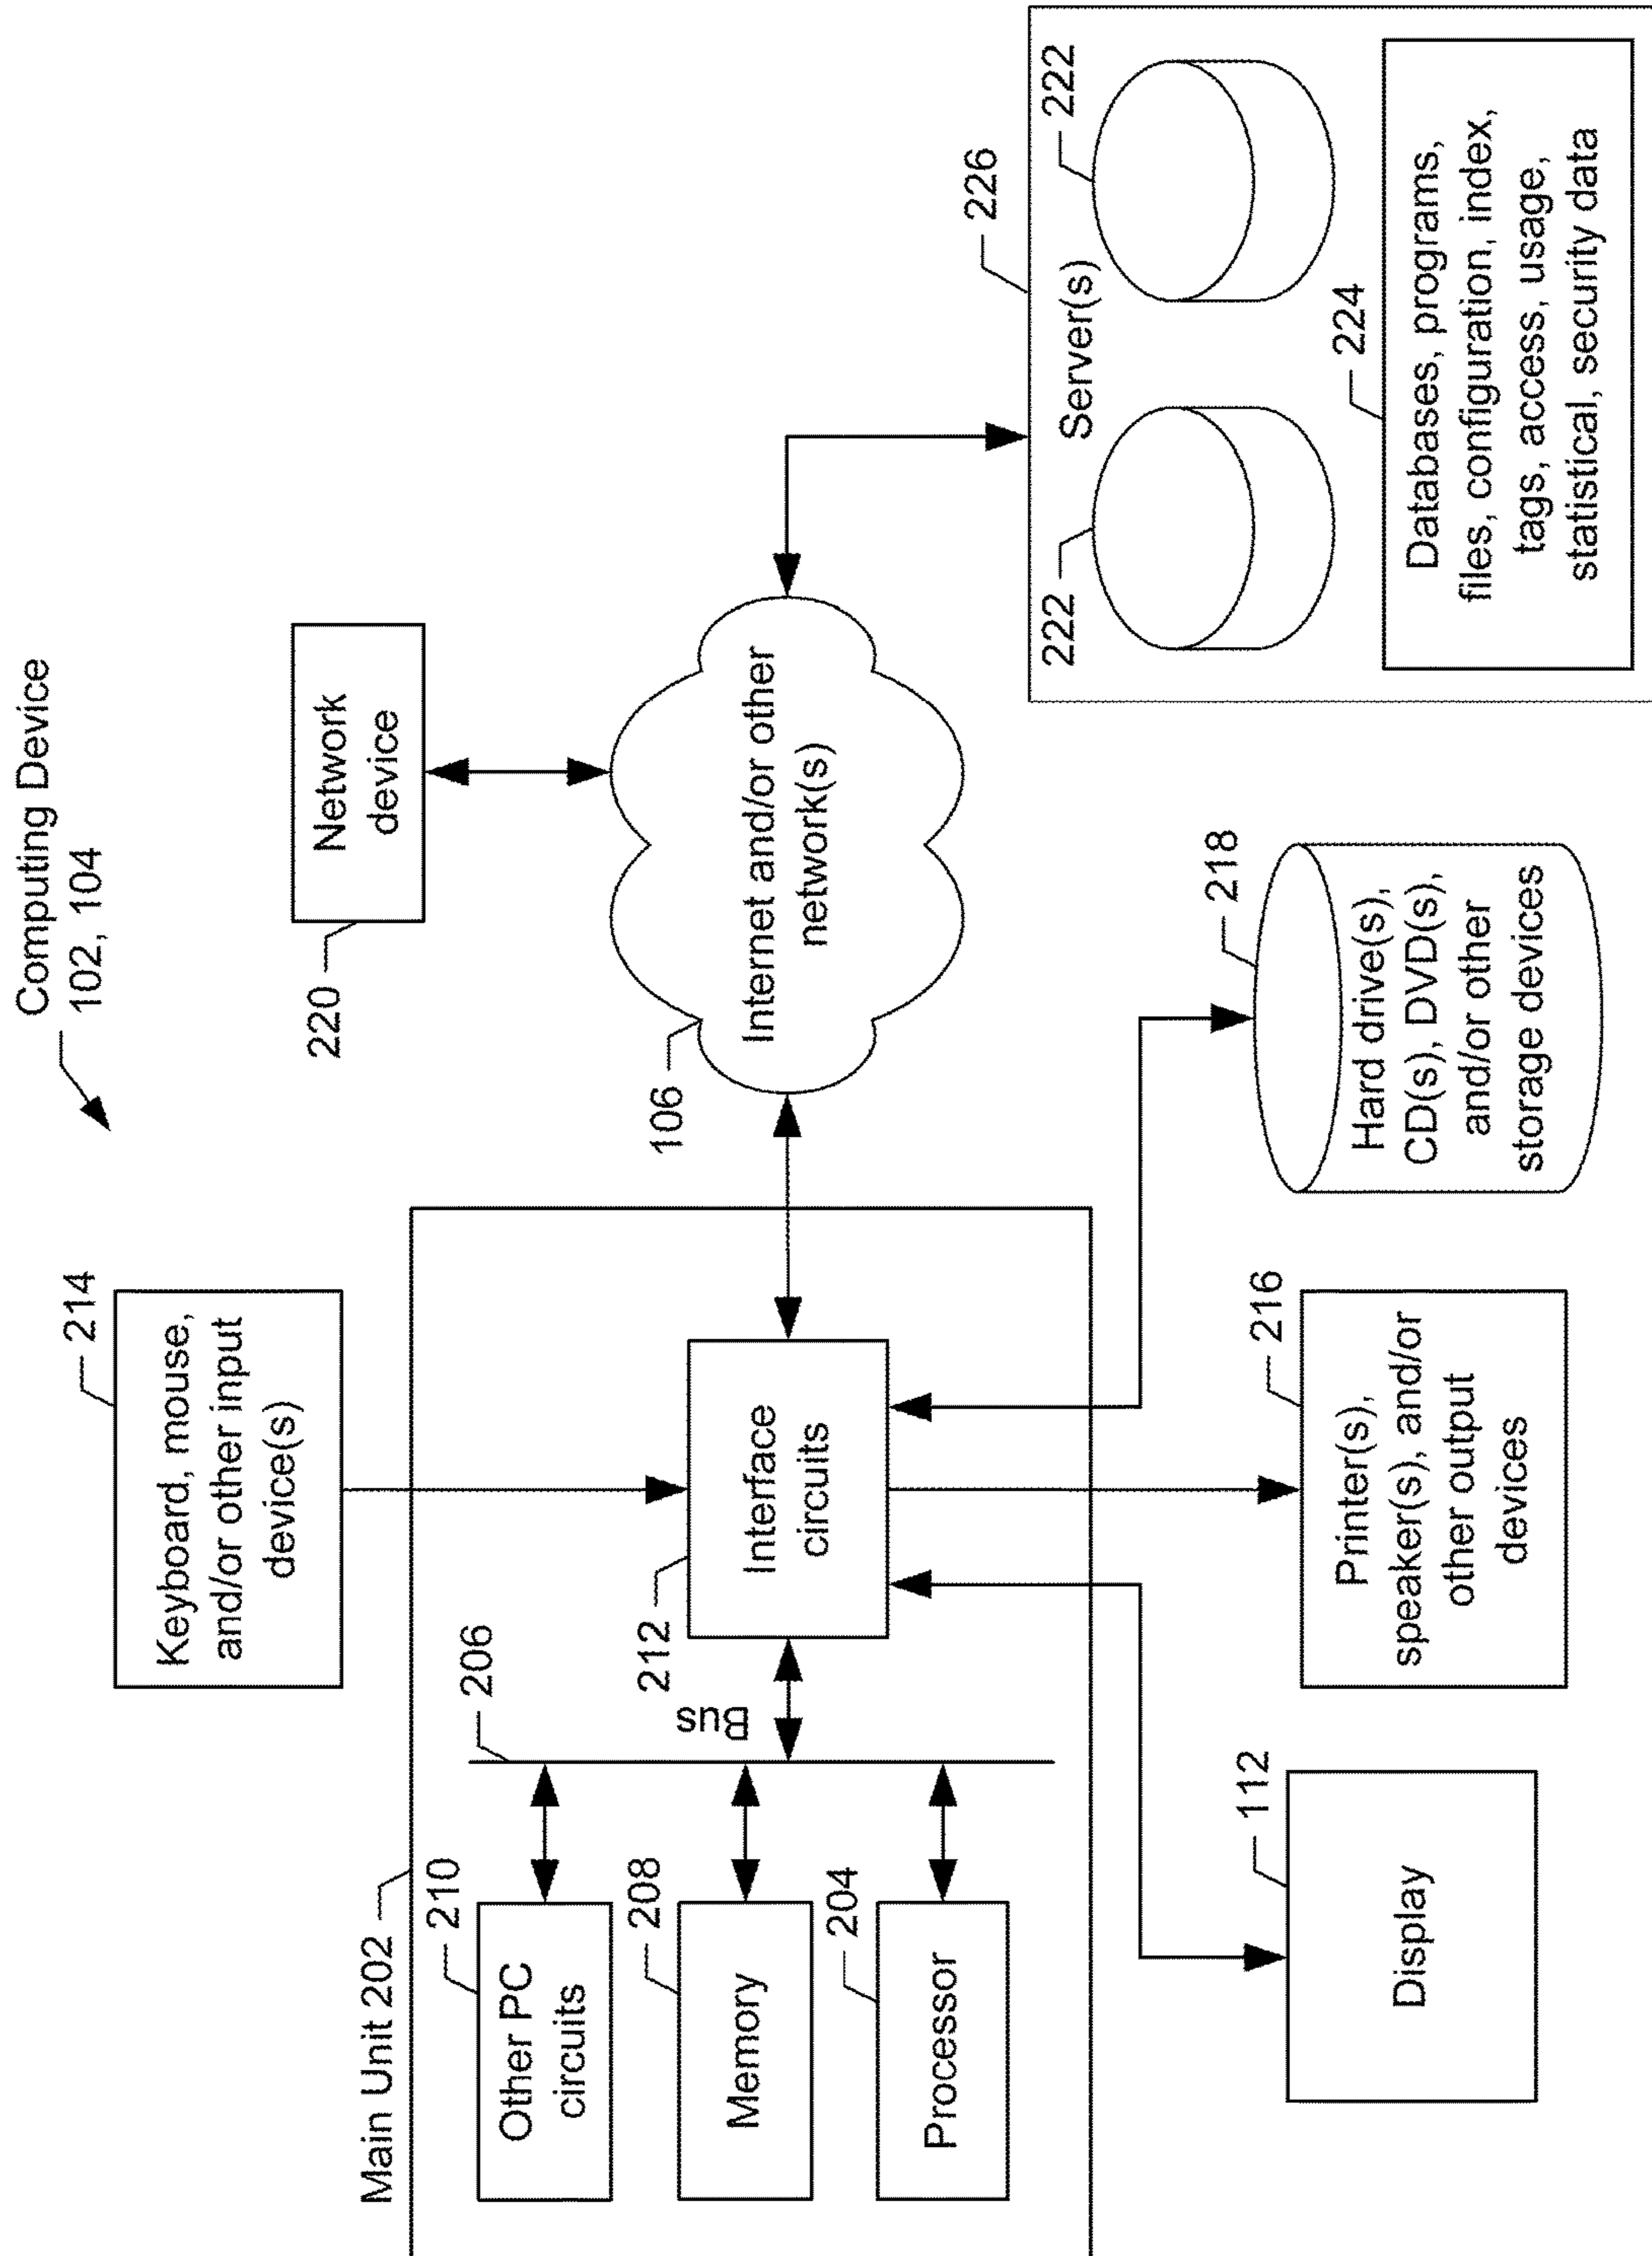 Computing Device
102, 104
214
Keyboard, mouse,
and/or other input
device(s)
Network
device
220
Main Unit 202
210
Other PC
circuits
208
Memory
204
Processor
206
Bus
212
Interface
circuits
106
Internet and/or other
network(s)
226
Server(s)
222
222
224
Databases, programs,
files, configuration, index,
tags, access, usage,
statistical, security data
112
Display
216
Printer(s),
speaker(s), and/or
other output
devices
218
Hard drive(s),
CD(s), DVD(s),
and/or other
storage devices